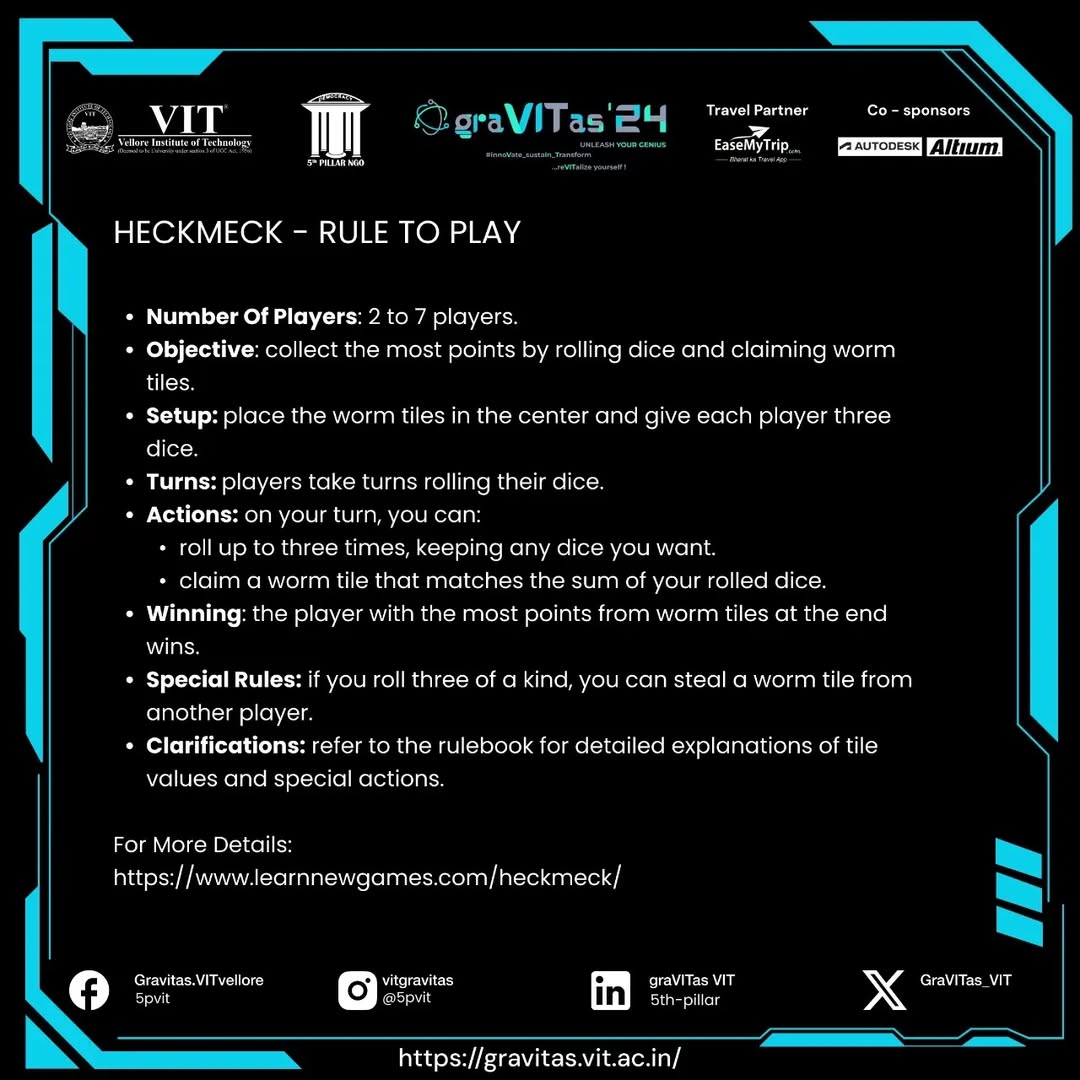 VIT®
Vellore Institute of Technology
(Deemed to be University under section 3 of UGC Act, 1956)
VIT
DEMOCRACY
5th PILLAR NGO
graVITas'24
UNLEASH YOUR GENIUS
#innoVate_sustain_Transform
...reVITalize yourself !
Travel Partner
EaseMyTrip.com
Bharat ka Travel App
Co - sponsors
AUTODESK Altium
HECKMECK - RULE TO PLAY
• Number Of Players: 2 to 7 players.
• Objective: collect the most points by rolling dice and claiming worm
tiles.
• Setup: place the worm tiles in the center and give each player three
dice.
• Turns: players take turns rolling their dice.
• Actions: on your turn, you can:
• roll up to three times, keeping any dice you want.
• claim a worm tile that matches the sum of your rolled dice.
• Winning: the player with the most points from worm tiles at the end
wins.
• Special Rules: if you roll three of a kind, you can steal a worm tile from
another player.
• Clarifications: refer to the rulebook for detailed explanations of tile
values and special actions.
For More Details:
https://www.learnnewgames.com/heckmeck/
Gravitas.VITvellore
5pvit
vitgravitas
@5pvit
graVITas VIT
5th-pillar
GraVITas_VIT
https://gravitas.vit.ac.in/